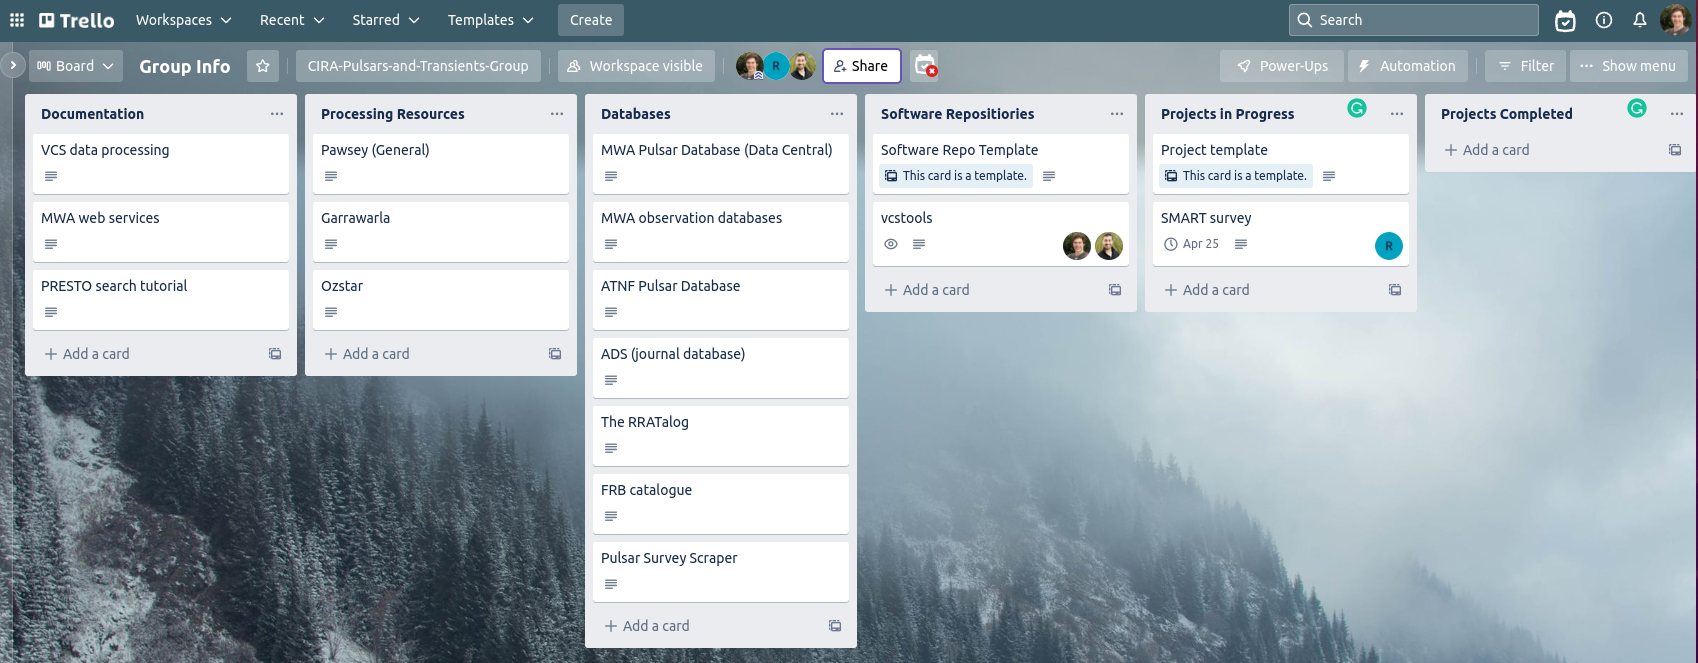 Trello Workspaces Recent Starred Templates Create Search
Board Group Info CIRA-Pulsars-and-Transients-Group Workspace visible R Share Power-Ups Automation Filter Show menu
Documentation
VCS data processing
MWA web services
PRESTO search tutorial
Add a card
Processing Resources
Pawsey (General)
Garrawarla
Ozstar
Add a card
Databases
MWA Pulsar Database (Data Central)
MWA observation databases
ATNF Pulsar Database
ADS (journal database)
The RRATalog
FRB catalogue
Pulsar Survey Scraper
Add a card
Software Repositiories
Software Repo Template
This card is a template.
vcstools
Add a card
Projects in Progress
Project template
This card is a template.
SMART survey
Apr 25 R
Add a card
Projects Completed
Add a card